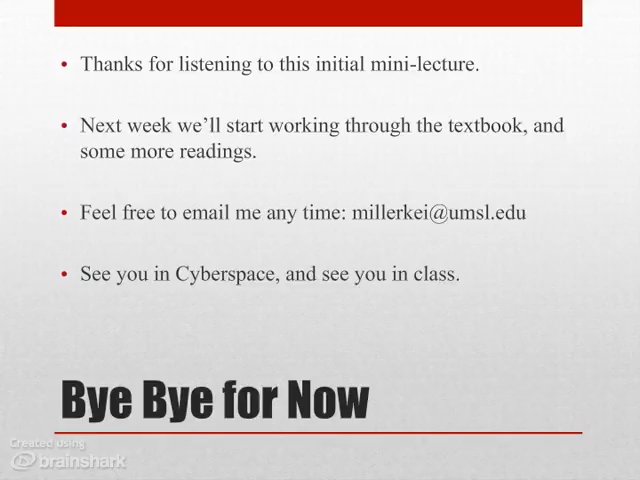 • Thanks for listening to this initial mini-lecture.
• Next week we’ll start working through the textbook, and
some more readings.
• Feel free to email me any time: millerkei@umsl.edu
• See you in Cyberspace, and see you in class.
Bye Bye for Now
Created using
brainshark